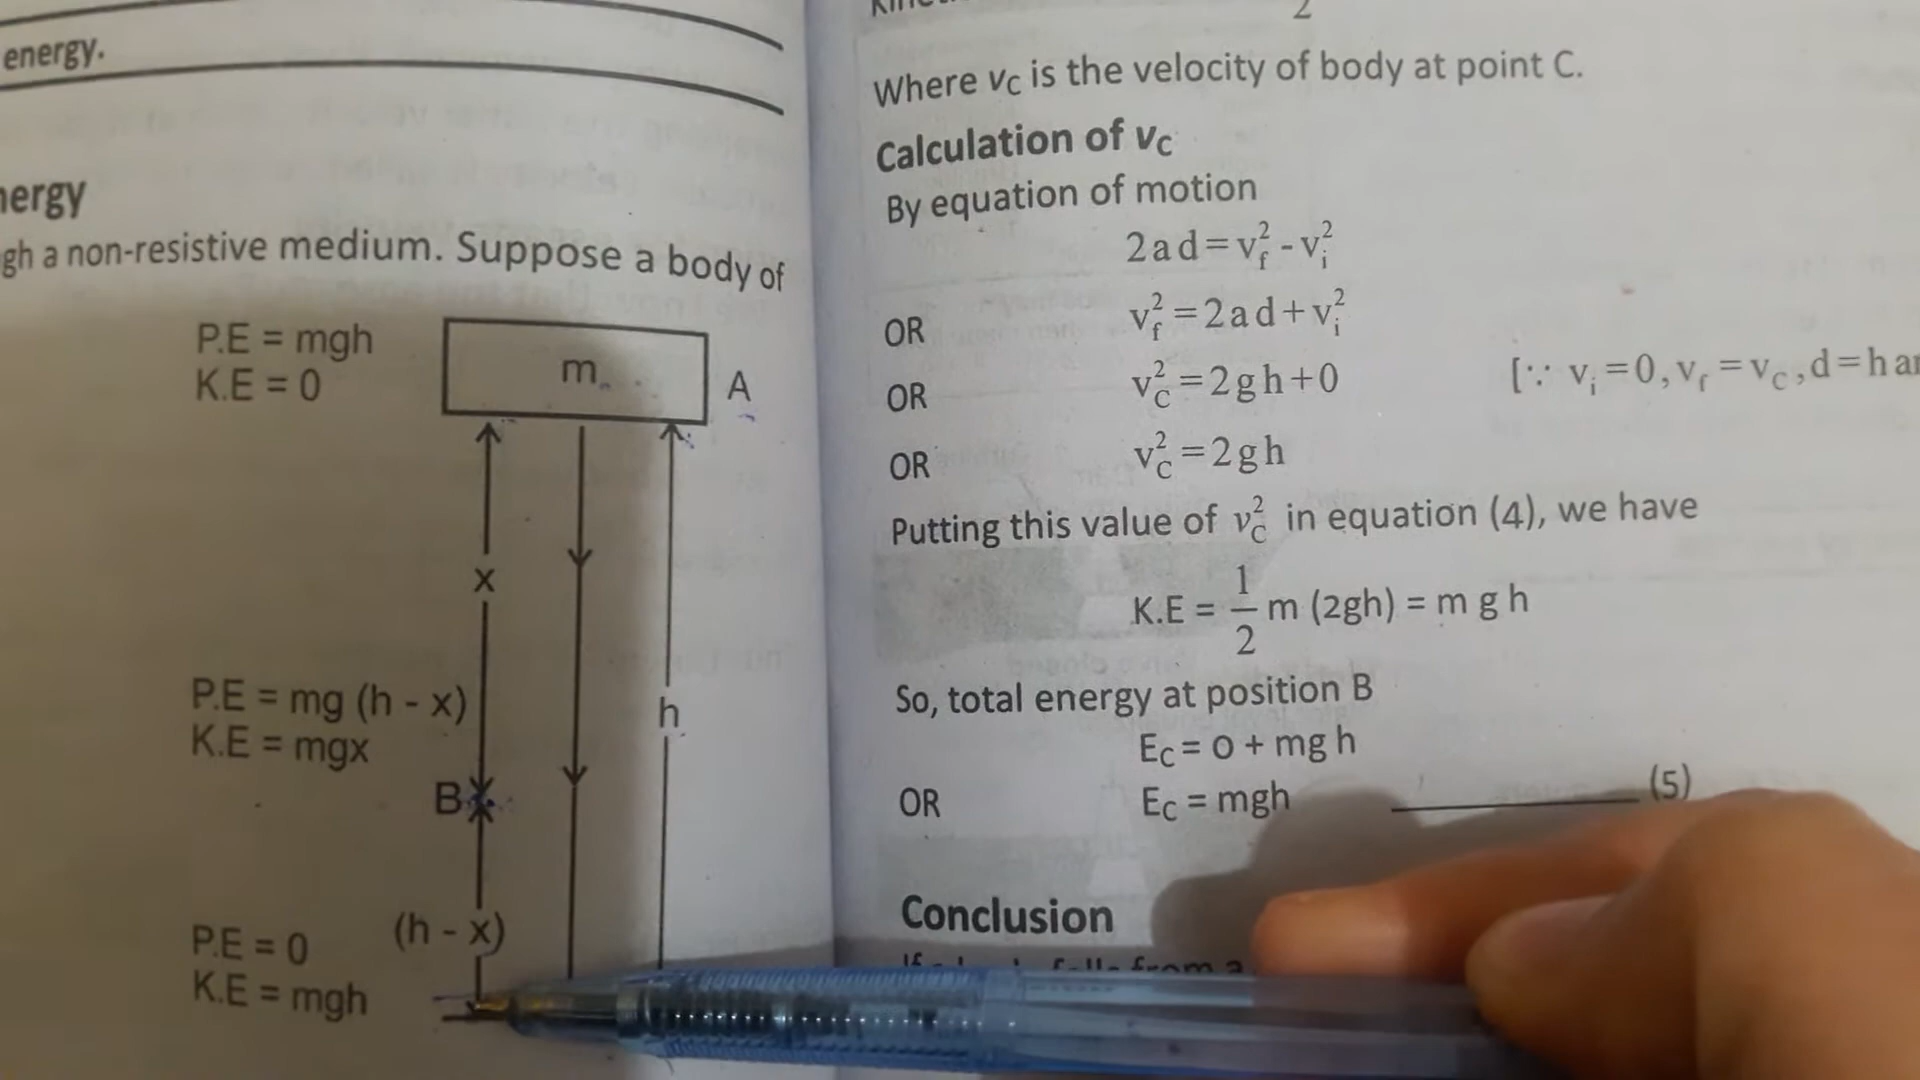 energy.
nergy
gh a non-resistive medium. Suppose a body of
P.E = mgh
K.E = 0
m
A
x
P.E = mg (h - x)
K.E = mgx
h
B
(h - x)
P.E = 0
K.E = mgh
2
Where v_C is the velocity of body at point C.
Calculation of v_C
By equation of motion
2ad=v_f^2 - v_i^2
OR v_f^2=2ad+v_i^2
OR v_C^2=2gh+0 [∵ v_i=0, v_f=v_C, d=h
OR v_C^2=2gh
Putting this value of v_C^2 in equation (4), we have
K.E = 1/2 m (2gh) = m g h
So, total energy at position B
E_C = 0 + mg h
OR E_C = mgh (5)
Conclusion